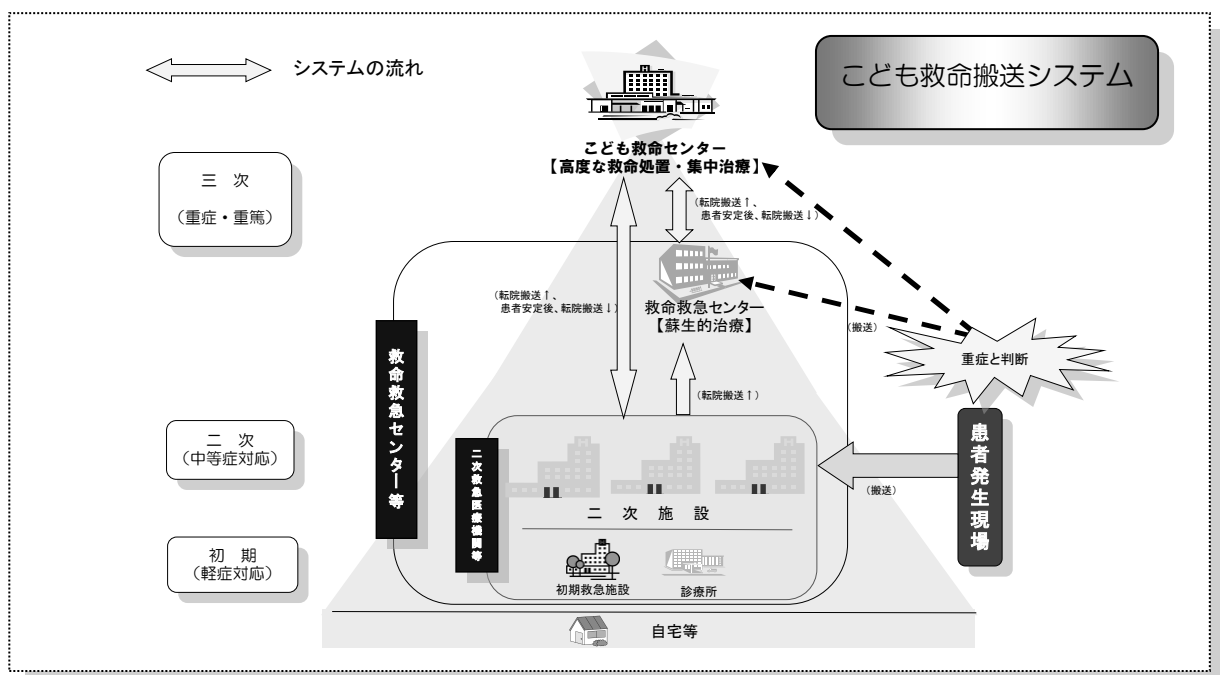 システムの流れ
こども救命搬送システム
こども救命センター
【高度な救命処置・集中治療】
三 次
（重症・重篤）
（転院搬送↑、
患者安定後、転院搬送↓）
（転院搬送↑、
患者安定後、転院搬送↓）
救命救急センター
【蘇生的治療】
（搬送）
重症と判断
救命救急センター等
（転院搬送↑）
患者発生現場
二 次
（中等症対応）
二次救急医療機関等
（搬送）
二 次 施 設
初 期
（軽症対応）
初期救急施設
診療所
自宅等